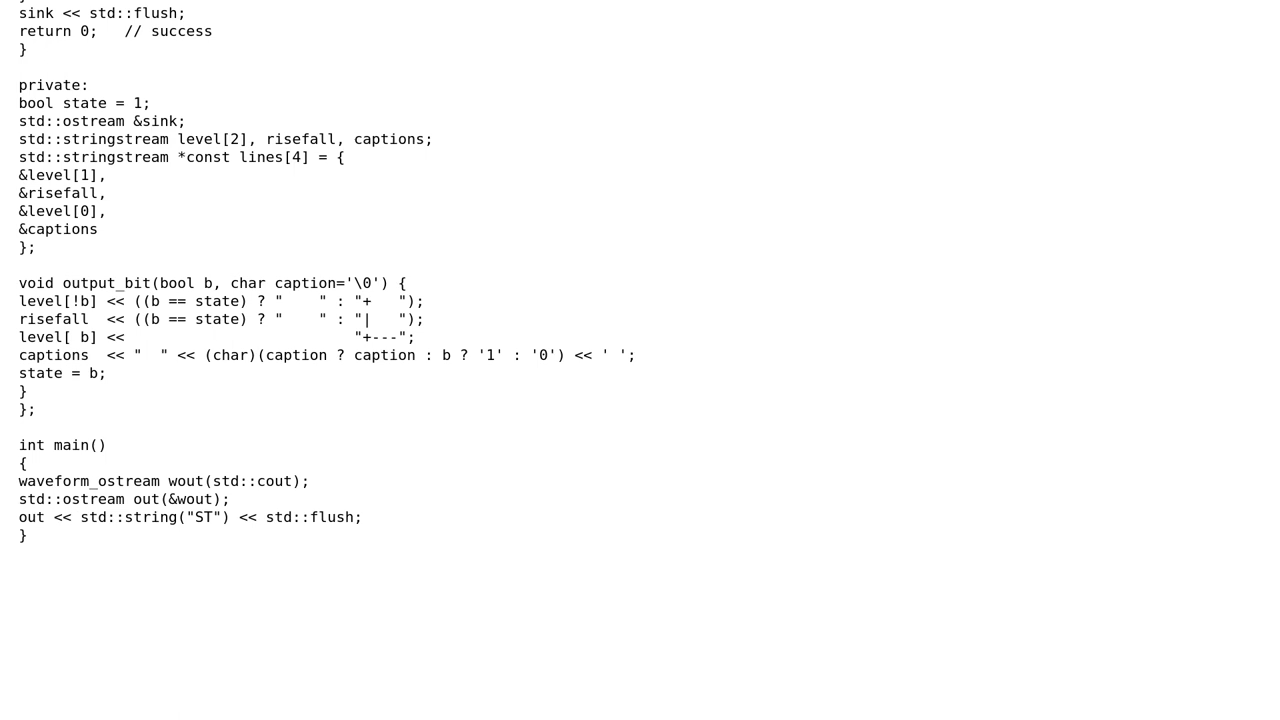 sink << std::flush;
return 0;   // success
}

private:
bool state = 1;
std::ostream &sink;
std::stringstream level[2], risefall, captions;
std::stringstream *const lines[4] = {
&level[1],
&risefall,
&level[0],
&captions
};

void output_bit(bool b, char caption='\0') {
level[!b] << ((b == state) ? "    " : "+   ");
risefall  << ((b == state) ? "    " : "|   ");
level[ b] <<                          "+---";
captions  << "  " << (char)(caption ? caption : b ? '1' : '0') << ' ';
state = b;
}
};

int main()
{
waveform_ostream wout(std::cout);
std::ostream out(&wout);
out << std::string("ST") << std::flush;
}